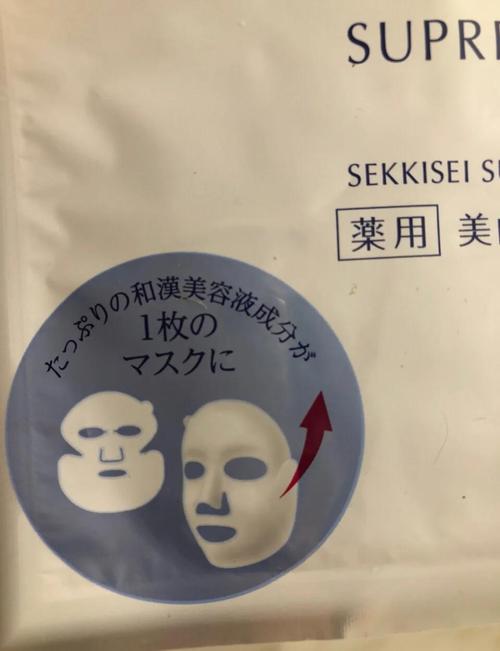 SUPR
SEKKISEI S
薬用 美
たっぷりの和漢美容液成分が
1枚の
マスクに